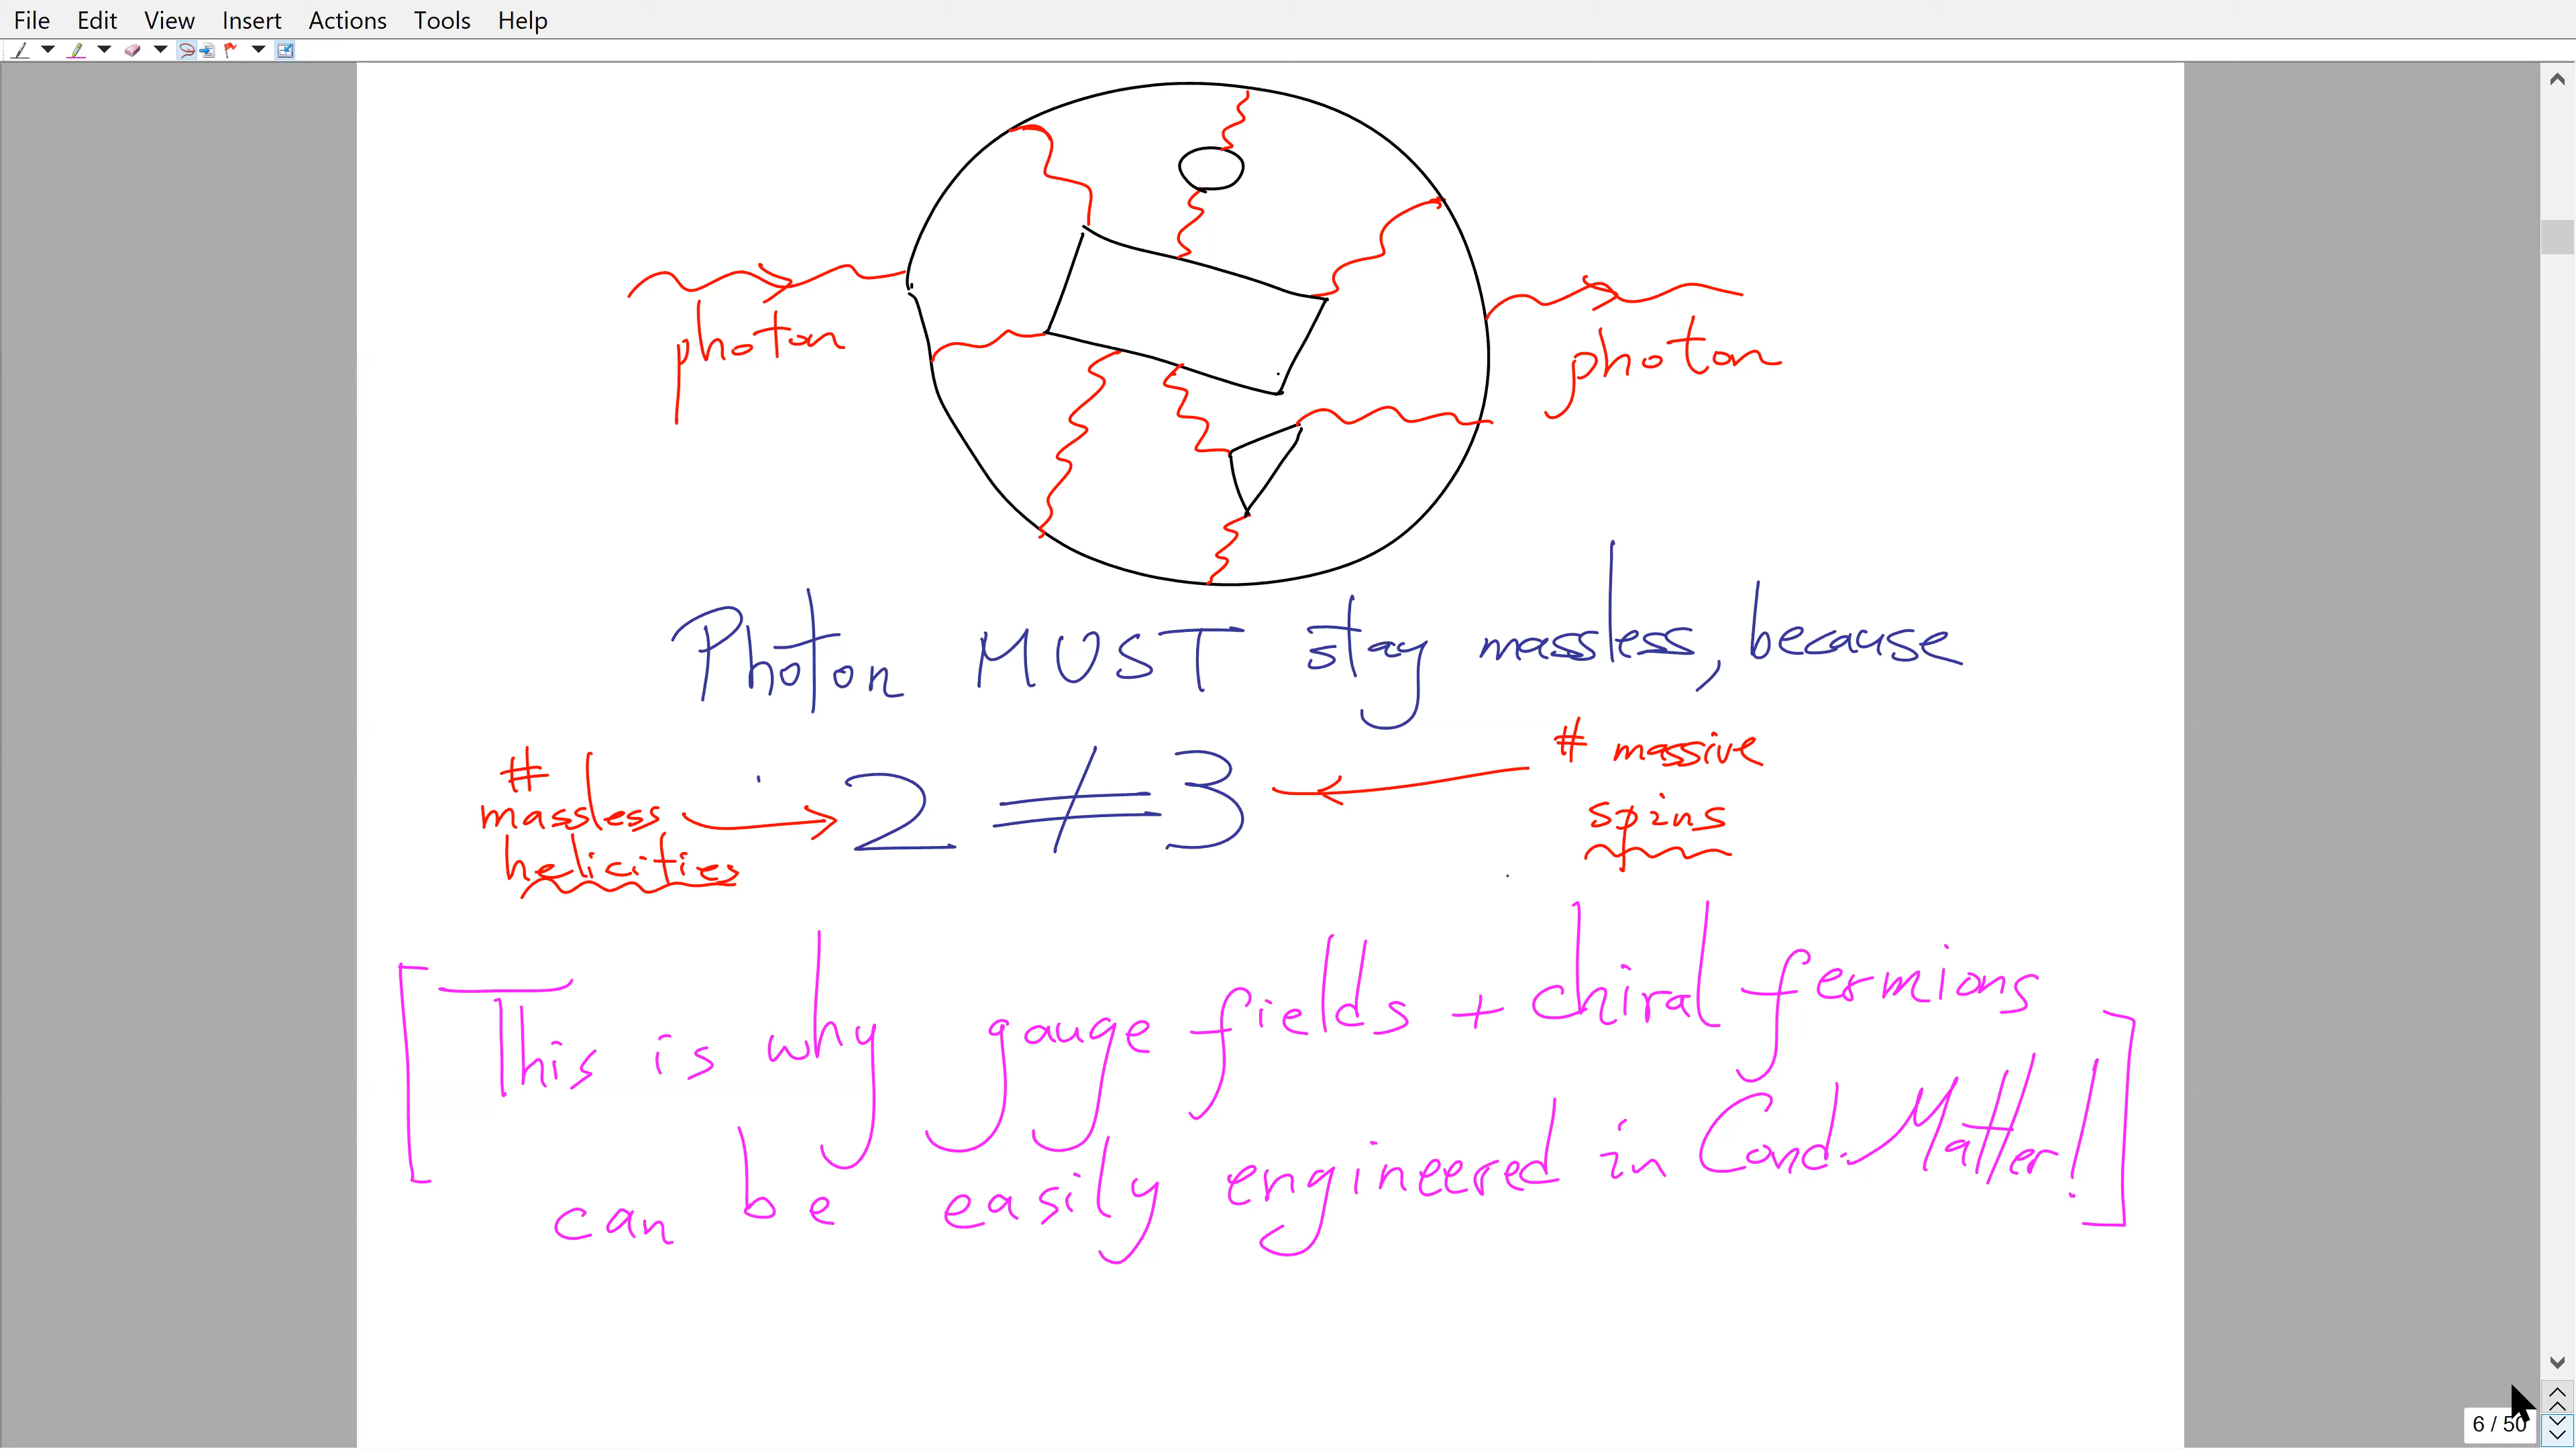 File Edit View Insert Actions Tools Help
photon
photon
Photon MUST stay massless, because
# massless helicities
2 ≠ 3
# massive spins
[This is why gauge fields + chiral fermions
can be easily engineered in Cond. Matter!]
6 / 50